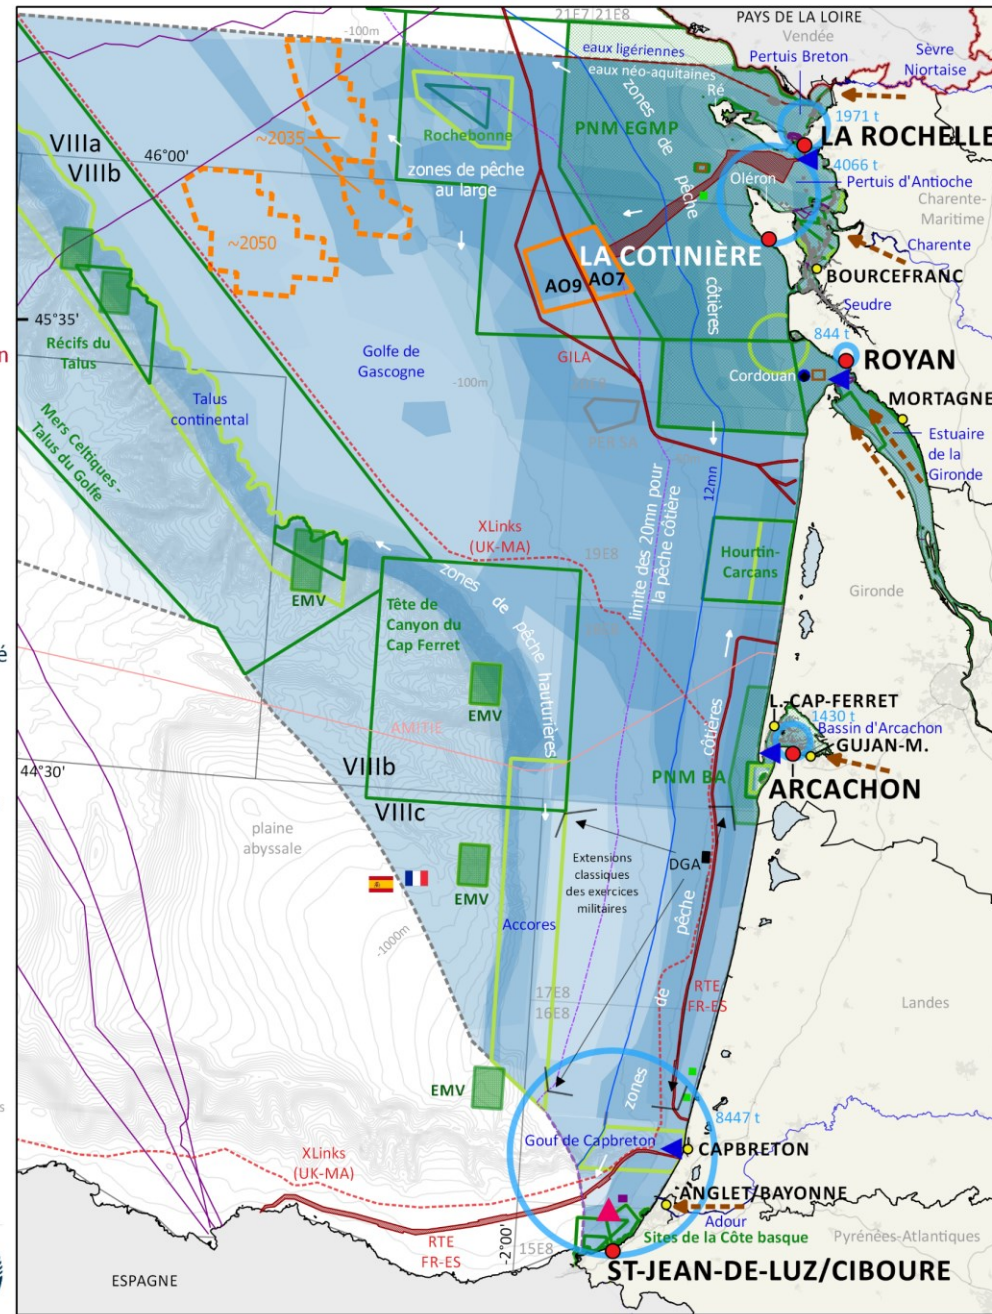 21E7 21E8
PAYS DE LA LOIRE
Vendée
-100m
eaux ligériennes
Pertuis Breton
Sèvre
Niortaise
eaux néo-aquitaines
Ré
zones de
pêche
côtières
~2035
Rochebonne
PNM EGMP
1971 t
LA ROCHELLE
VIIIa
VIIIb
46°00'
zones de pêche
au large
4066 t
Oléron
Pertuis d'Antioche
Charente-
Maritime
~2050
LA COTINIÈRE
Charente
AO9
AO7
BOURCEFRANC
Seudre
45°35'
844 t
Récifs du
Talus
Golfe de
Gascogne
GILA
ROYAN
Cordouan
-100m
Talus
continental
MORTAGNE
Mers Celtiques -
Talus du Golfe
Estuaire
de la
Gironde
12mn
limite des 20mn pour
la pêche côtière
XLinks
(UK-MA)
19E8
Hourtin-
Carcans
zones de pêche hauturières
EMV
Tête de
Canyon du
Cap Ferret
Gironde
EMV
L.-CAP-FERRET
1430 t
Bassin d'Arcachon
GUJAN-M.
AMITIE
44°30'
VIIIb
PNM BA
ARCACHON
VIIIc
plaine
abyssale
Extensions
classiques
des exercices
militaires
DGA
EMV
Accores
-1000m
zones
de
pêche
côtières
RTE
FR-ES
17E8
16E8
Landes
EMV
8447 t
Gouf de Capbreton
CAPBRETON
XLinks
(UK-MA)
ANGLET/BAYONNE
Adour
Sites de la Côte basque
Pyrénées-Atlantiques
RTE
FR-ES
-2°00'
15E8
ST-JEAN-DE-LUZ/CIBOURE
ESPAGNE